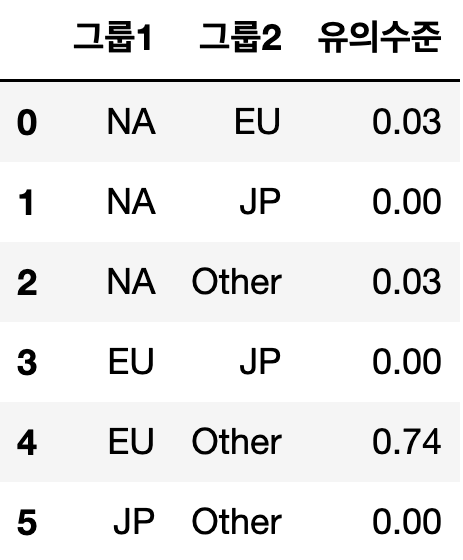 그룹1 그룹2 유의수준
0 NA EU 0.03
1 NA JP 0.00
2 NA Other 0.03
3 EU JP 0.00
4 EU Other 0.74
5 JP Other 0.00